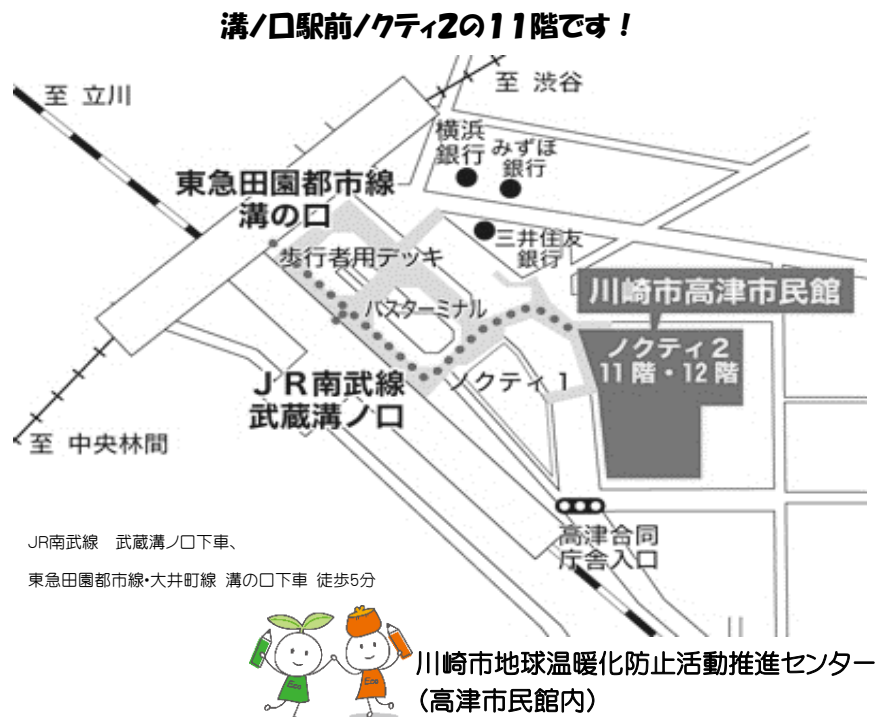 溝ノ口駅前ノクティ2の11階です！
至 立川
至 渋谷
横浜
銀行
みずほ
銀行
東急田園都市線
溝の口
三井住友
銀行
歩行者用デッキ
川崎市高津市民館
バスターミナル
ノクティ2
11階・12階
JR南武線
武蔵溝ノ口
ノクティ1
至 中央林間
高津合同
庁舎入口
JR南武線　武蔵溝ノ口下車、
東急田園都市線・大井町線 溝の口下車 徒歩5分
Eco
Eco
川崎市地球温暖化防止活動推進センター
（高津市民館内）